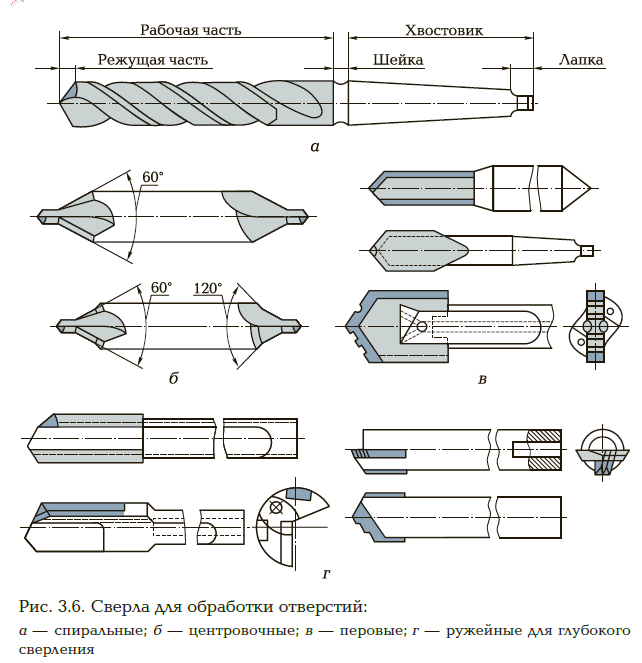 Рабочая часть
Хвостовик
Режущая часть
Шейка
Лапка
а
60°
60°
120°
б
в
г
Рис. 3.6. Сверла для обработки отверстий:
а — спиральные; б — центровочные; в — перовые; г — ружейные для глубокого
сверления